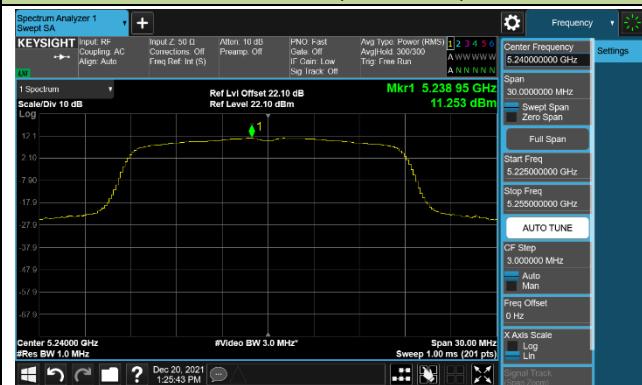 Spectrum Analyzer 1
Swept SA
Frequency
KEYSIGHT
Input: RF
Coupling: AC
Align: Auto
Input Z: 50 Ω
Corrections: Off
Freq Ref: Int (S)
Atten: 10 dB
Preamp: Off
PNO: Fast
Gate: Off
IF Gain: Low
Sig Track: Off
Avg Type: Power (RMS)
Avg|Hold: 300/300
Trig: Free Run
1 2 3 4 5 6
A W W W W W
A N N N N N
LXI
1 Spectrum
Scale/Div 10 dB
Ref Lvl Offset 22.10 dB
Ref Level 22.10 dBm
Mkr1 5.238 95 GHz
11.253 dBm
Log
1
12.1
2.10
-7.90
-17.9
-27.9
-37.9
-47.9
-57.9
-67.9
Center 5.24000 GHz
#Res BW 1.0 MHz
#Video BW 3.0 MHz*
Span 30.00 MHz
Sweep 1.00 ms (201 pts)
Dec 20, 2021
1:25:43 PM
Center Frequency
5.240000000 GHz
Settings
Span
30.0000000 MHz
Swept Span
Zero Span
Full Span
Start Freq
5.225000000 GHz
Stop Freq
5.255000000 GHz
AUTO TUNE
CF Step
3.000000 MHz
Auto
Man
Freq Offset
0 Hz
X Axis Scale
Log
Lin
Signal Track
(Span Zoom)